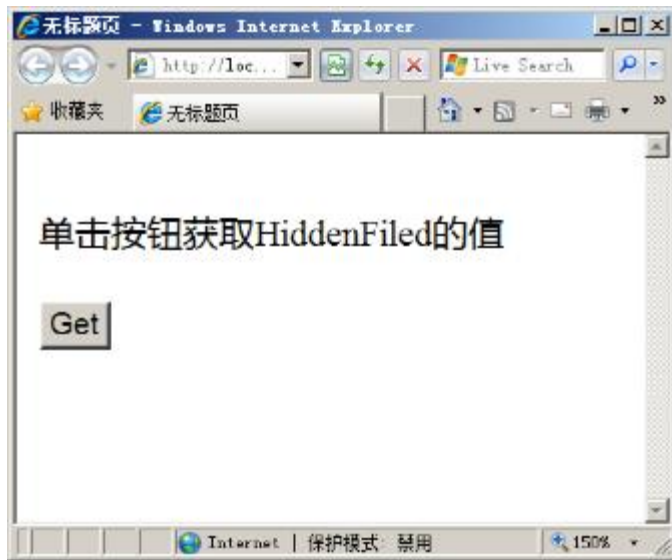 无标题页 - Windows Internet Explorer
http://loc... Live Search
收藏夹 无标题页 »
单击按钮获取HiddenFiled的值
Get
Internet | 保护模式: 禁用 150%